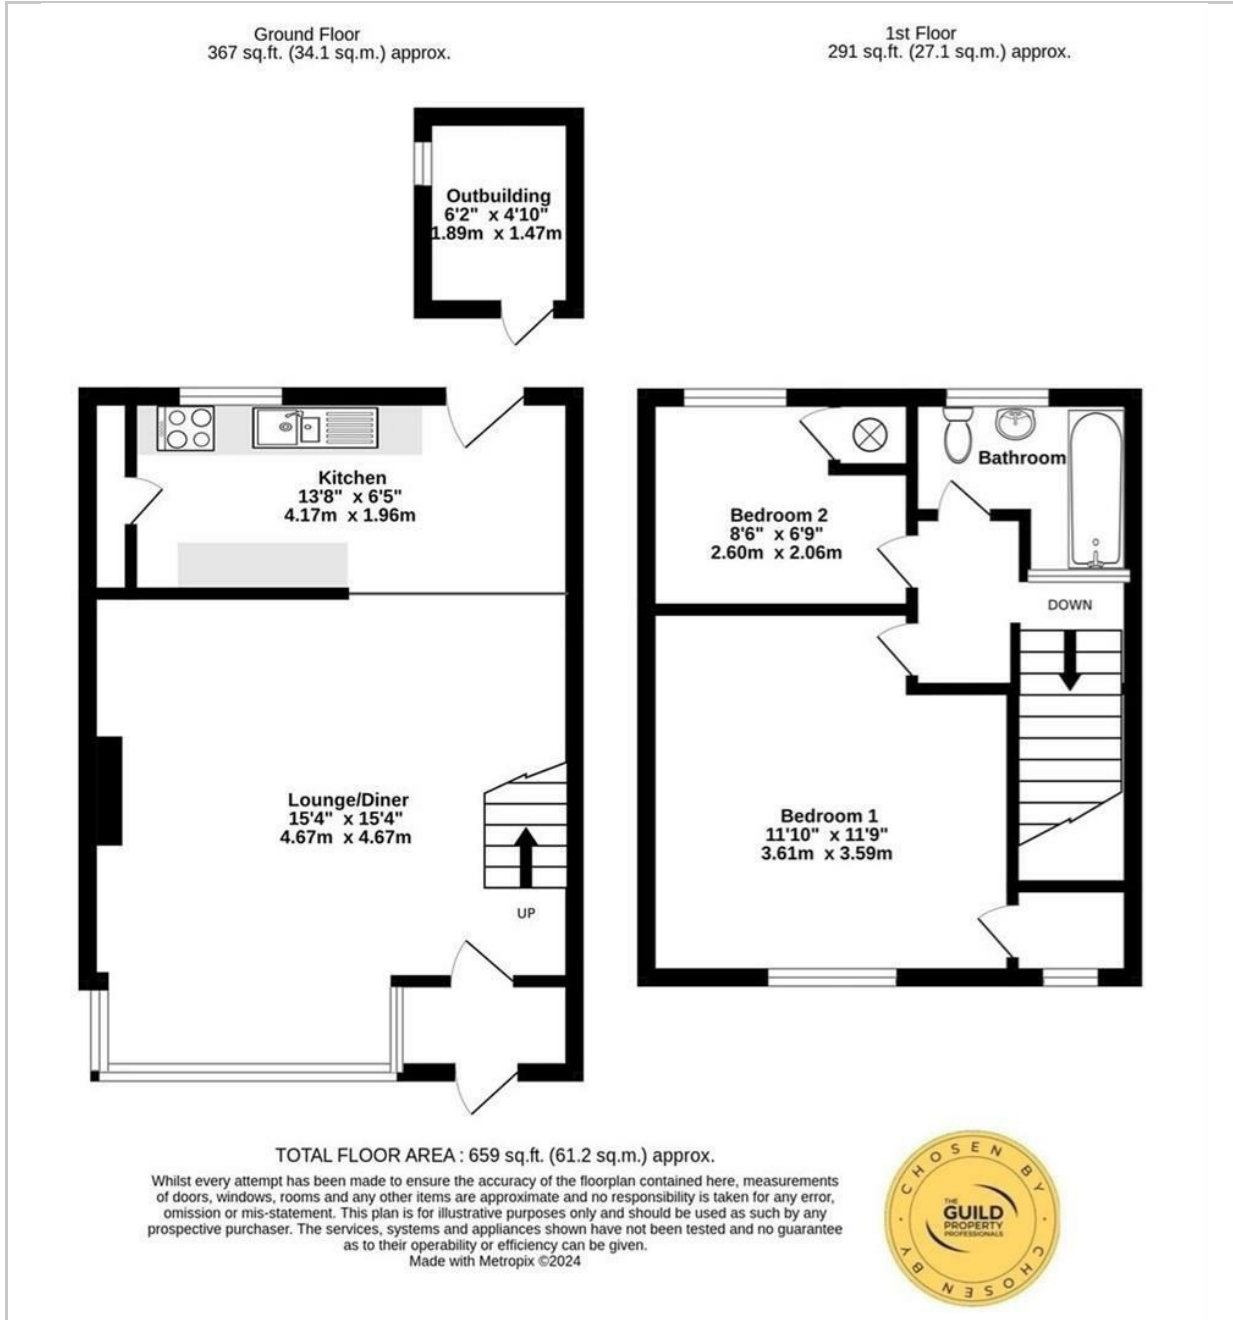 Ground Floor
367 sq.ft. (34.1 sq.m.) approx.
1st Floor
291 sq.ft. (27.1 sq.m.) approx.
Outbuilding
6'2" x 4'10"
1.89m x 1.47m
Kitchen
13'8" x 6'5"
4.17m x 1.96m
Bathroom
Bedroom 2
8'6" x 6'9"
2.60m x 2.06m
DOWN
Lounge/Diner
15'4" x 15'4"
4.67m x 4.67m
Bedroom 1
11'10" x 11'9"
3.61m x 3.59m
UP
TOTAL FLOOR AREA : 659 sq.ft. (61.2 sq.m.) approx.
Whilst every attempt has been made to ensure the accuracy of the floorplan contained here, measurements
of doors, windows, rooms and any other items are approximate and no responsibility is taken for any error,
omission or mis-statement. This plan is for illustrative purposes only and should be used as such by any
prospective purchaser. The services, systems and appliances shown have not been tested and no guarantee
as to their operability or efficiency can be given.
Made with Metropix ©2024
CHOSEN BY · CHOSEN BY ·
THE
GUILD
PROPERTY
PROFESSIONALS